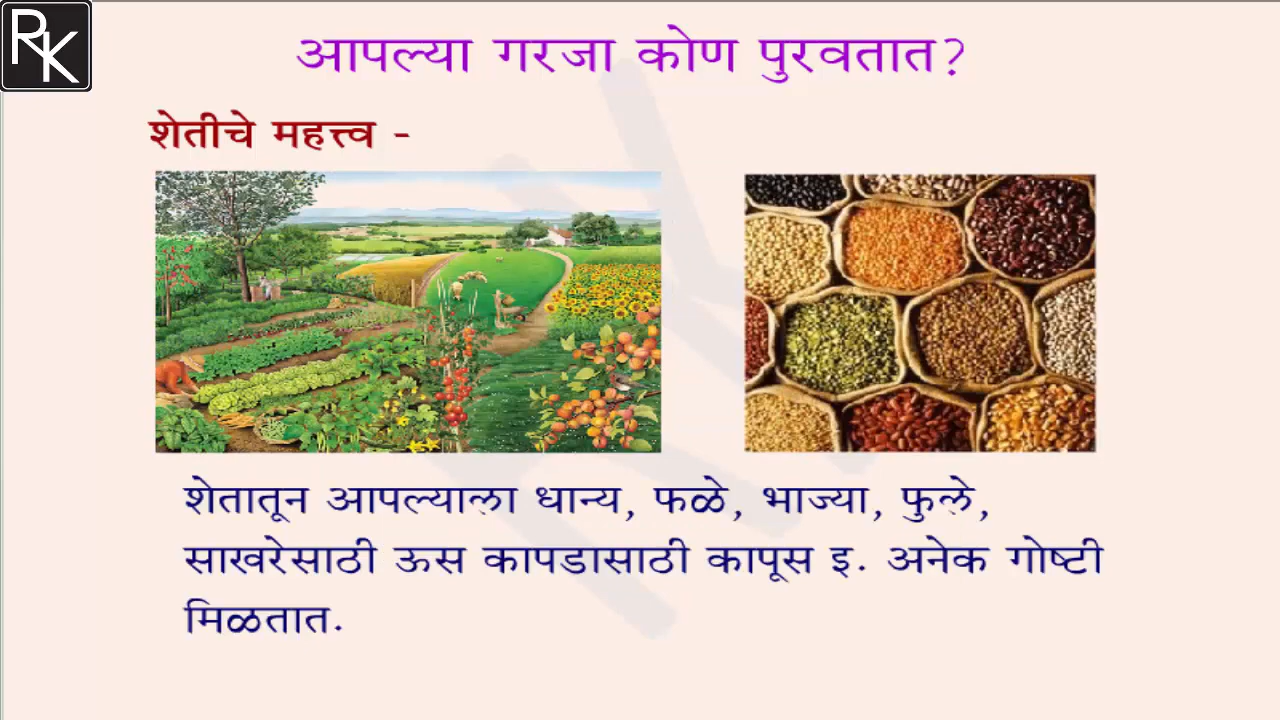 RK
आपल्या गरजा कोण पुरवतात?
शेतीचे महत्त्व -
शेतातून आपल्याला धान्य, फळे, भाज्या, फुले,
साखरेसाठी ऊस कापडासाठी कापूस इ. अनेक गोष्टी
मिळतात.